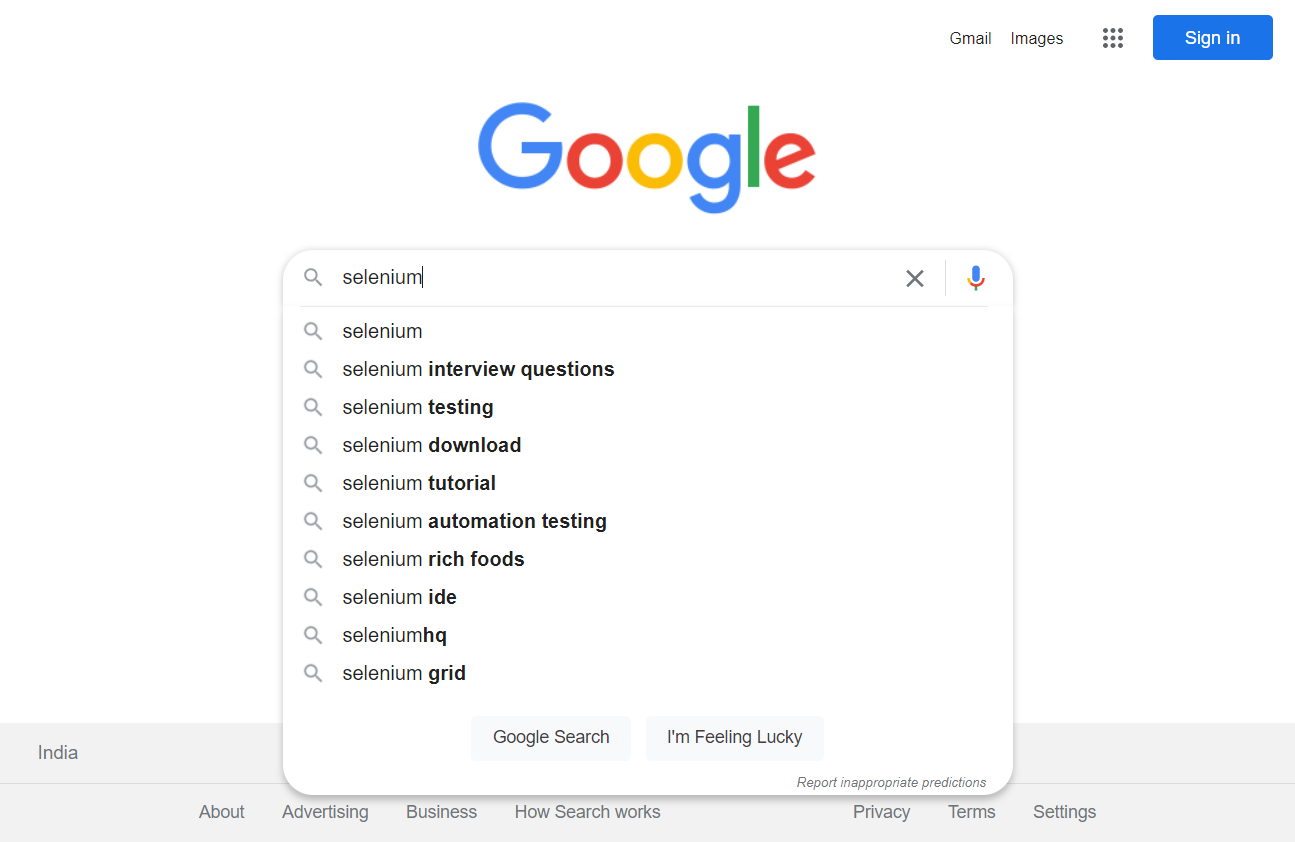 Gmail Images Sign in
Google
selenium
selenium
selenium interview questions
selenium testing
selenium download
selenium tutorial
selenium automation testing
selenium rich foods
selenium ide
seleniumhq
selenium grid
Google Search I'm Feeling Lucky
India
Report inappropriate predictions
About Advertising Business How Search works Privacy Terms Settings